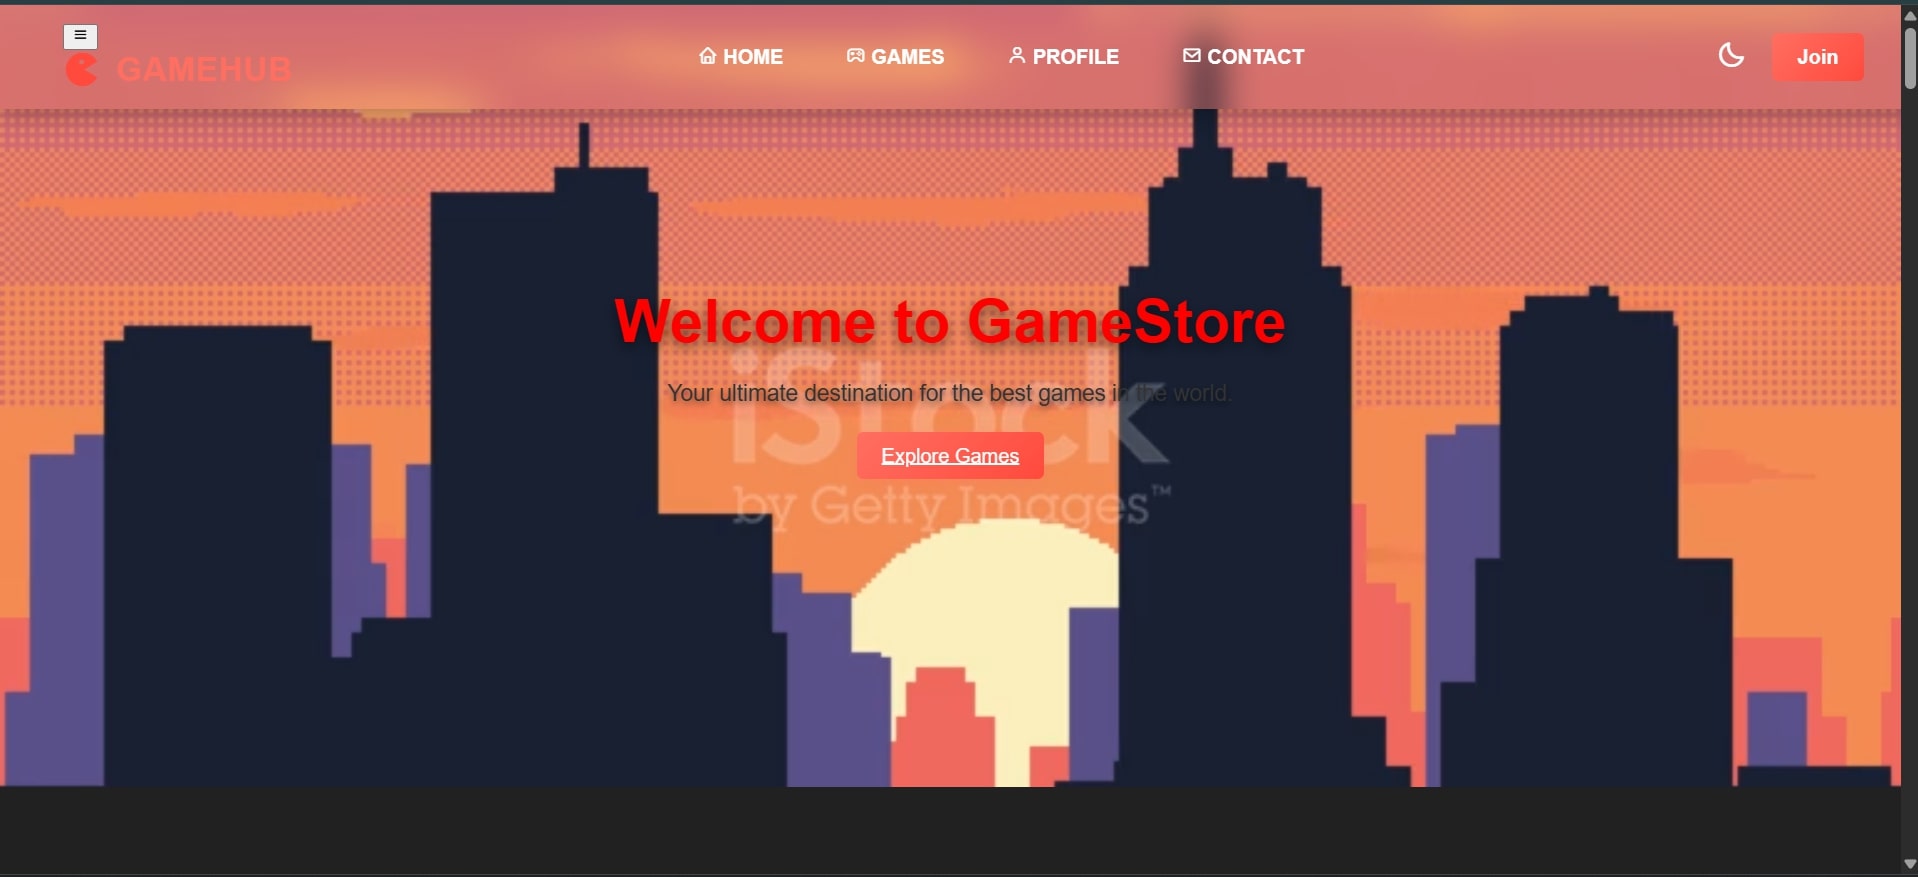 GAMEHUB
HOME
GAMES
PROFILE
CONTACT
Join
Welcome to GameStore
iStock
Your ultimate destination for the best games in the world.
Explore Games
by Getty Images™